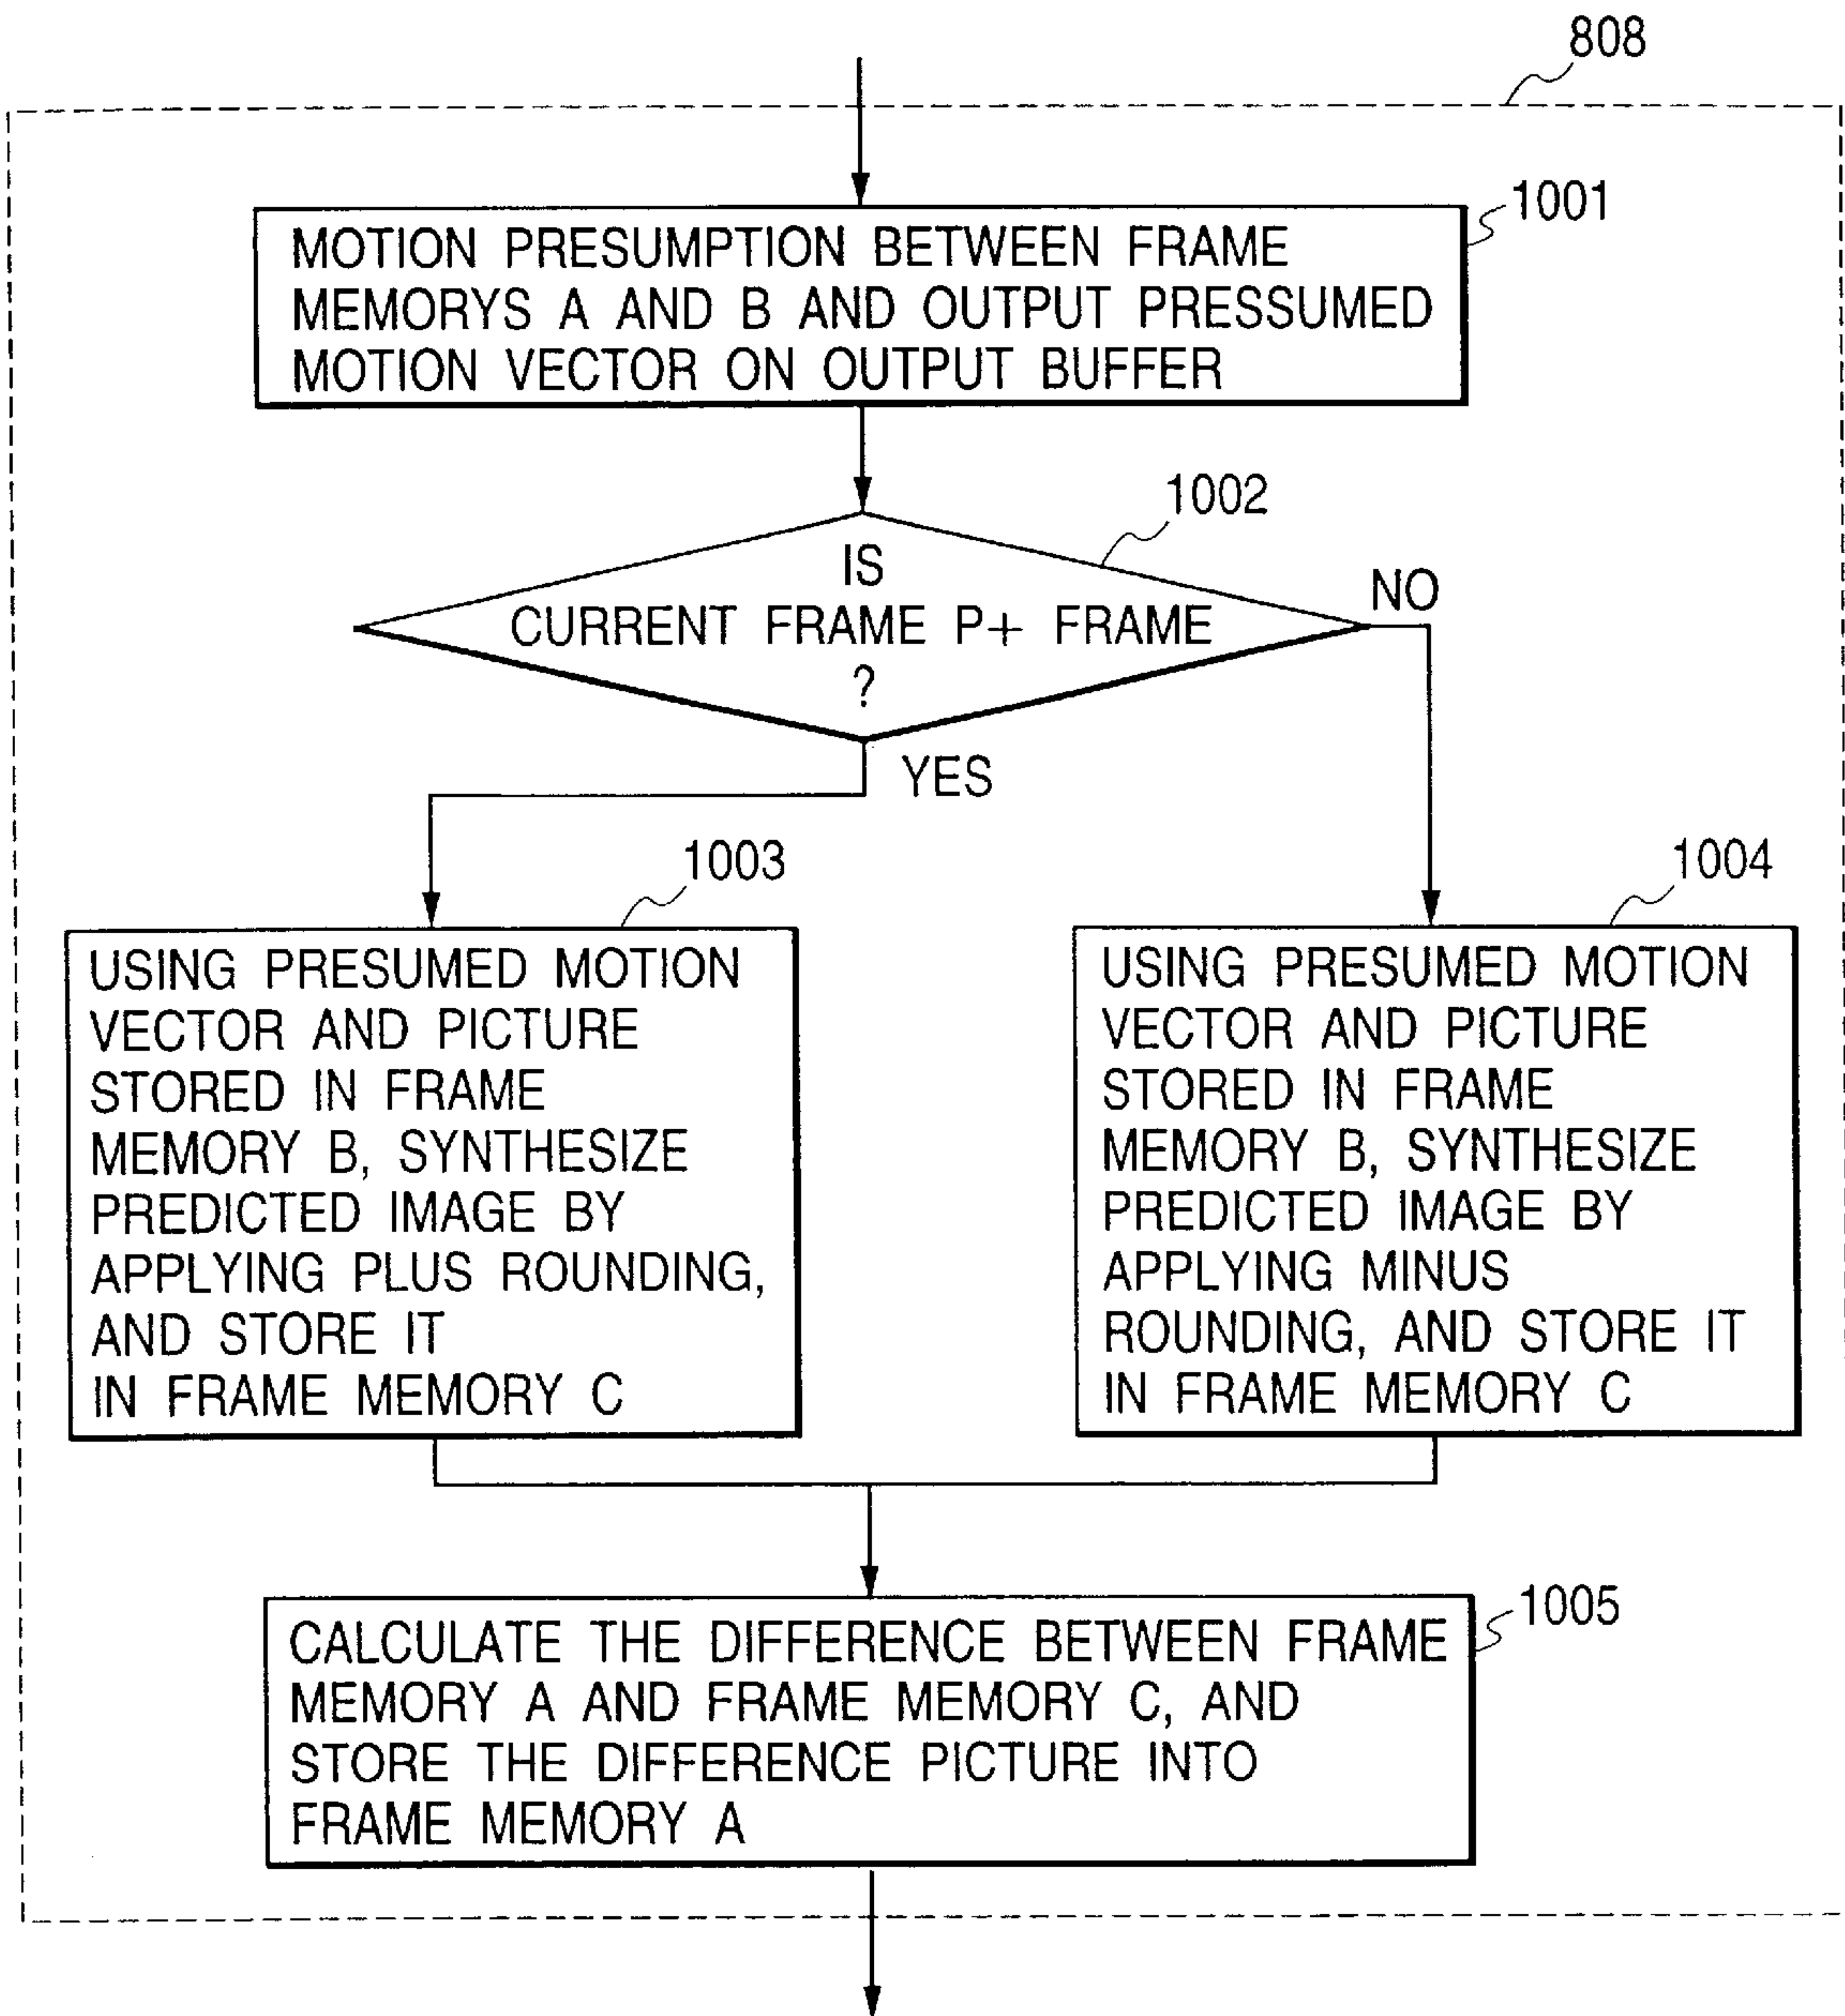 808
1001
MOTION PRESUMPTION BETWEEN FRAME
MEMORYS A AND B AND OUTPUT PRESSUMED
MOTION VECTOR ON OUTPUT BUFFER
1002
IS
CURRENT FRAME P+ FRAME
?
NO
YES
1003
USING PRESUMED MOTION
VECTOR AND PICTURE
STORED IN FRAME
MEMORY B, SYNTHESIZE
PREDICTED IMAGE BY
APPLYING PLUS ROUNDING,
AND STORE IT
IN FRAME MEMORY C
1004
USING PRESUMED MOTION
VECTOR AND PICTURE
STORED IN FRAME
MEMORY B, SYNTHESIZE
PREDICTED IMAGE BY
APPLYING MINUS
ROUNDING, AND STORE IT
IN FRAME MEMORY C
1005
CALCULATE THE DIFFERENCE BETWEEN FRAME
MEMORY A AND FRAME MEMORY C, AND
STORE THE DIFFERENCE PICTURE INTO
FRAME MEMORY A